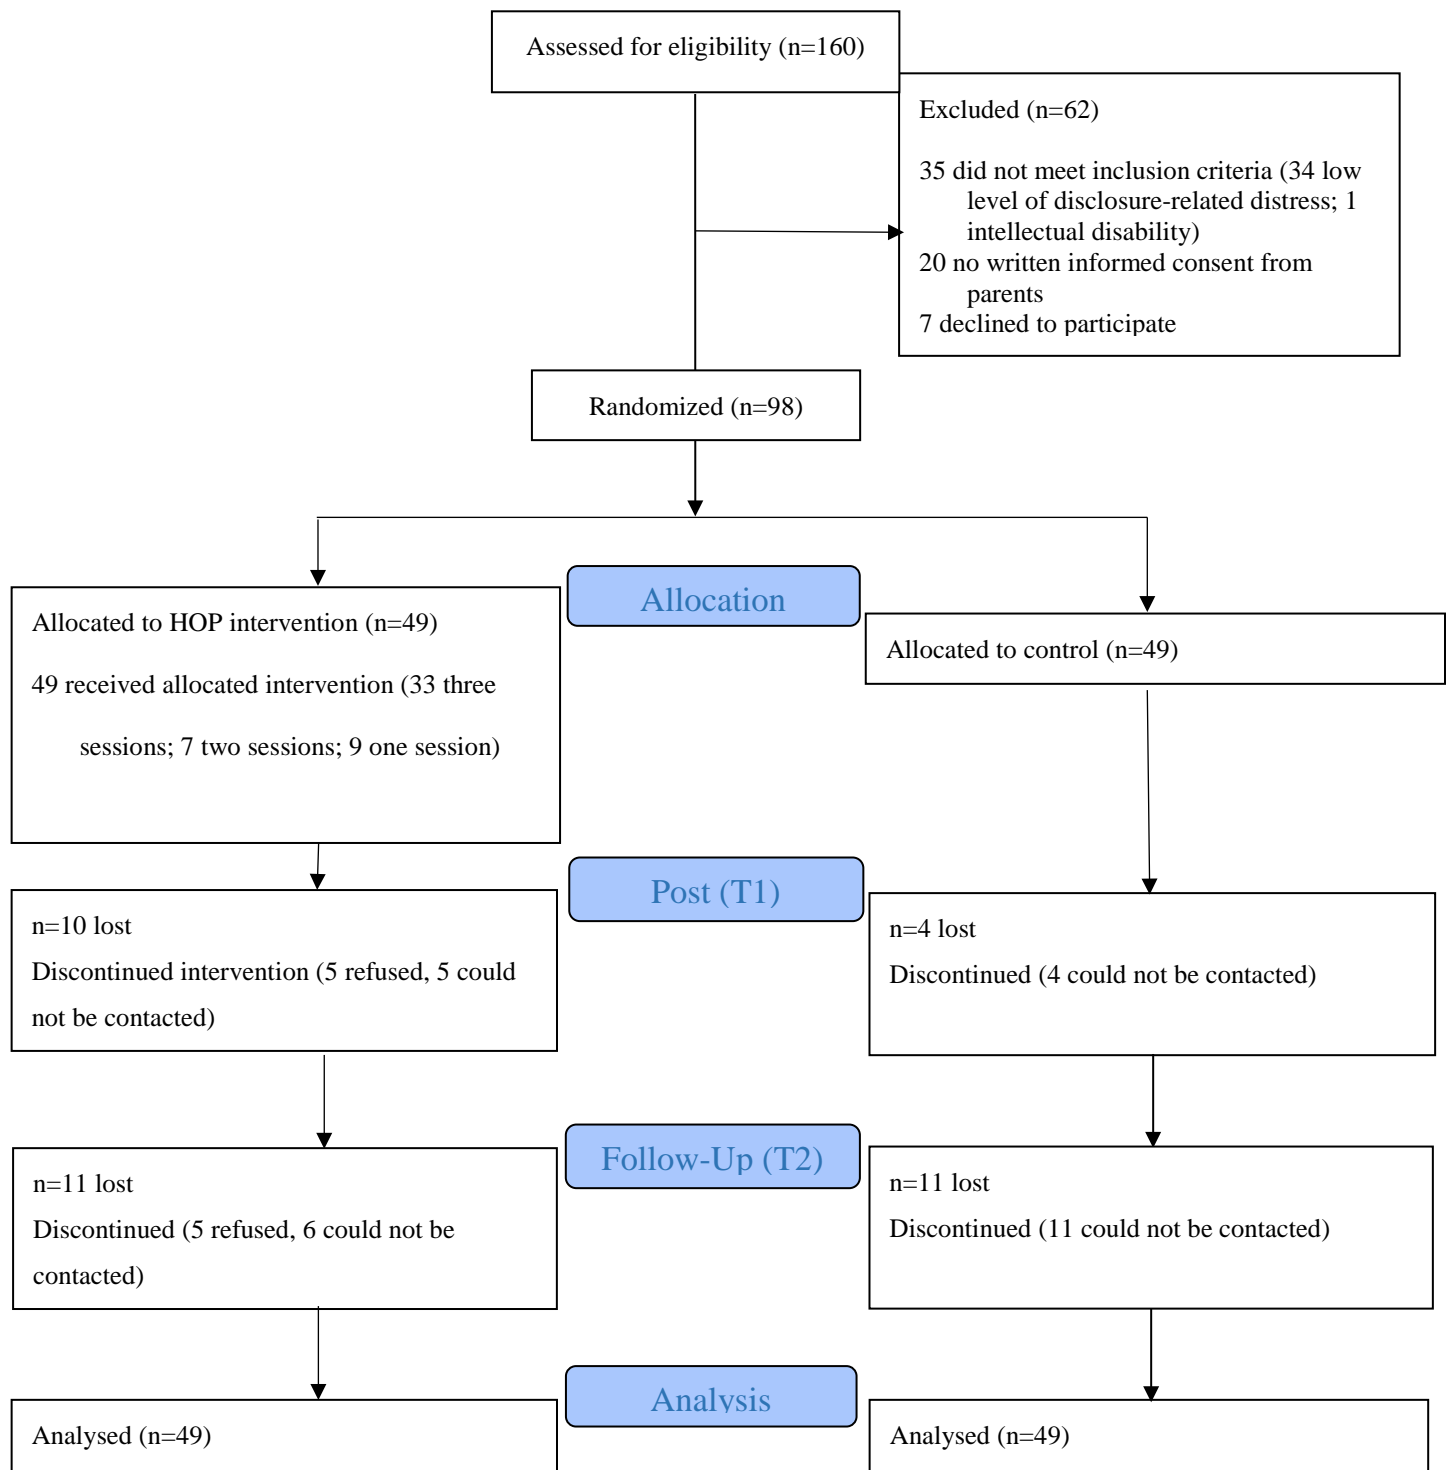 Assessed for eligibility (n=160)
Excluded (n=62)
35 did not meet inclusion criteria (34 low
level of disclosure-related distress; 1
intellectual disability)
20 no written informed consent from
parents
7 declined to participate
Randomized (n=98)
Allocation
Allocated to HOP intervention (n=49)
49 received allocated intervention (33 three
sessions; 7 two sessions; 9 one session)
Allocated to control (n=49)
Post (T1)
n=10 lost
Discontinued intervention (5 refused, 5 could
not be contacted)
n=4 lost
Discontinued (4 could not be contacted)
Follow-Up (T2)
n=11 lost
Discontinued (5 refused, 6 could not be
contacted)
n=11 lost
Discontinued (11 could not be contacted)
Analysis
Analysed (n=49)
Analysed (n=49)